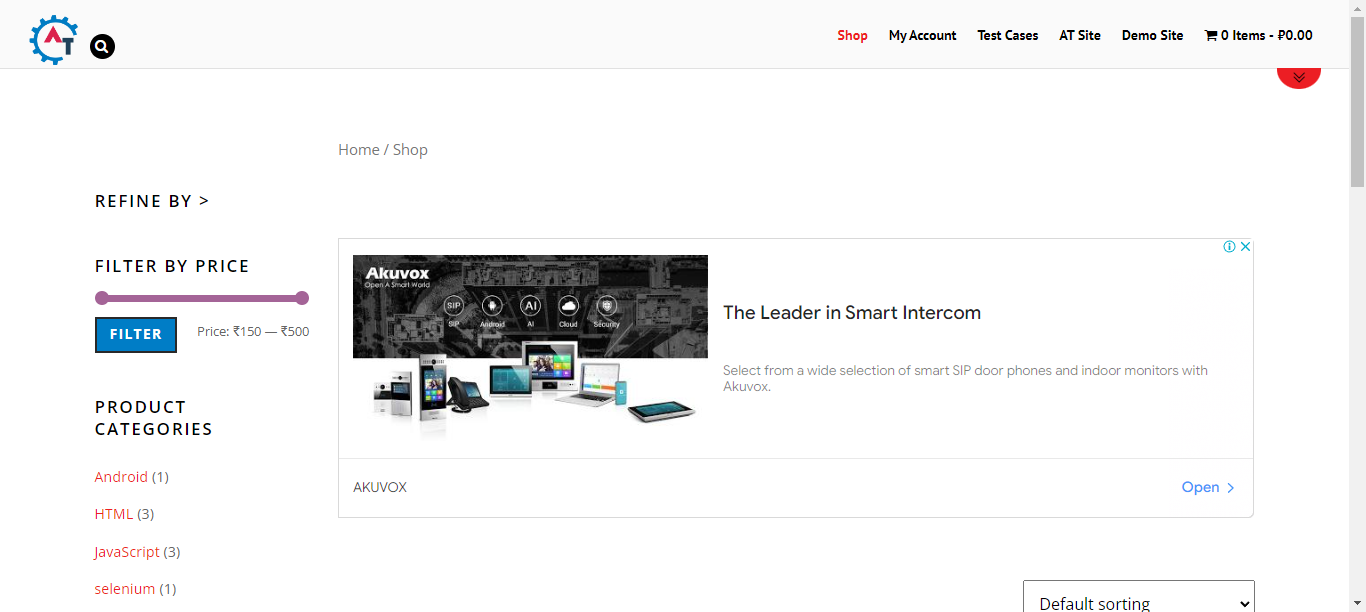 AT
Shop
My Account
Test Cases
AT Site
Demo Site
0 Items - ₽0.00
Home / Shop
REFINE BY >
FILTER BY PRICE
FILTER
Price: ₹150 — ₹500
PRODUCT
CATEGORIES
Android (1)
HTML (3)
JavaScript (3)
selenium (1)
Akuvox
Open A Smart World
SIP
AI
SIP
Android
AI
Cloud
Security
The Leader in Smart Intercom
Select from a wide selection of smart SIP door phones and indoor monitors with
Akuvox.
AKUVOX
Open
Default sorting